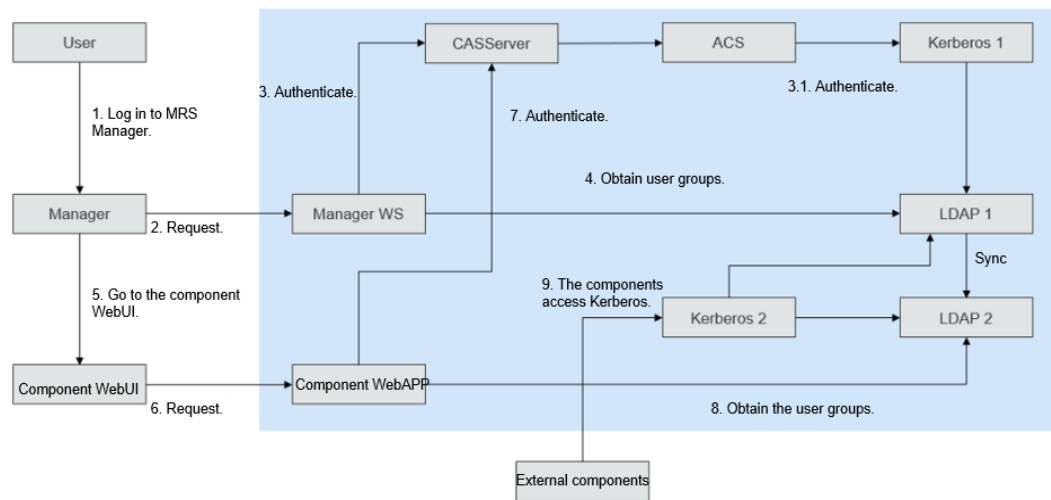 User
CASServer
ACS
Kerberos 1
3. Authenticate.
3.1. Authenticate.
1. Log in to MRS
Manager.
7. Authenticate.
4. Obtain user groups.
Manager
Manager WS
LDAP 1
2. Request.
Sync
5. Go to the component
WebUI.
9. The components
access Kerberos.
Kerberos 2
LDAP 2
Component WebUI
Component WebAPP
6. Request.
8. Obtain the user groups.
External components